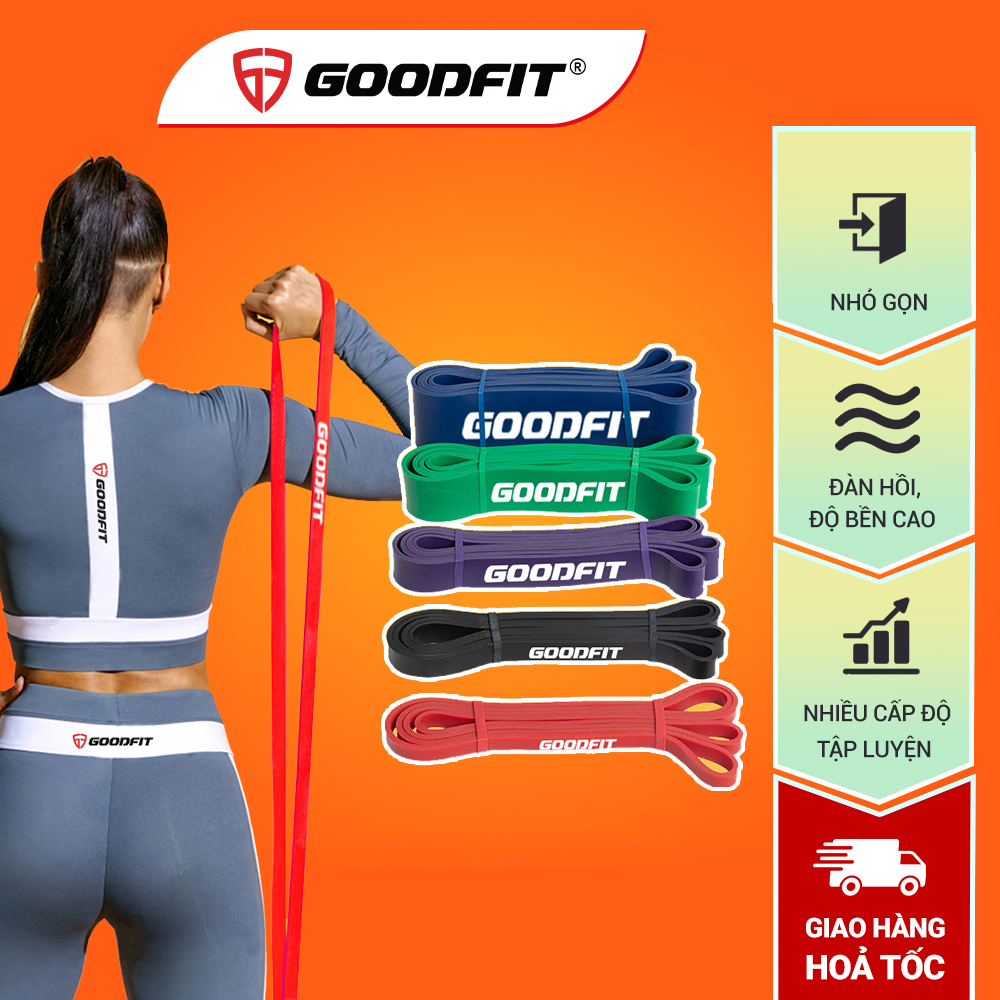 GOODFIT®
NHỎ GỌN
ĐÀN HỒI,
ĐỘ BỀN CAO
NHIỀU CẤP ĐỘ
TẬP LUYỆN
GIAO HÀNG
HOẢ TỐC
GOODFIT
GOODFIT
GOODFIT
GOODFIT
GOODFIT
GOODFIT
GOODFIT
GOODFIT